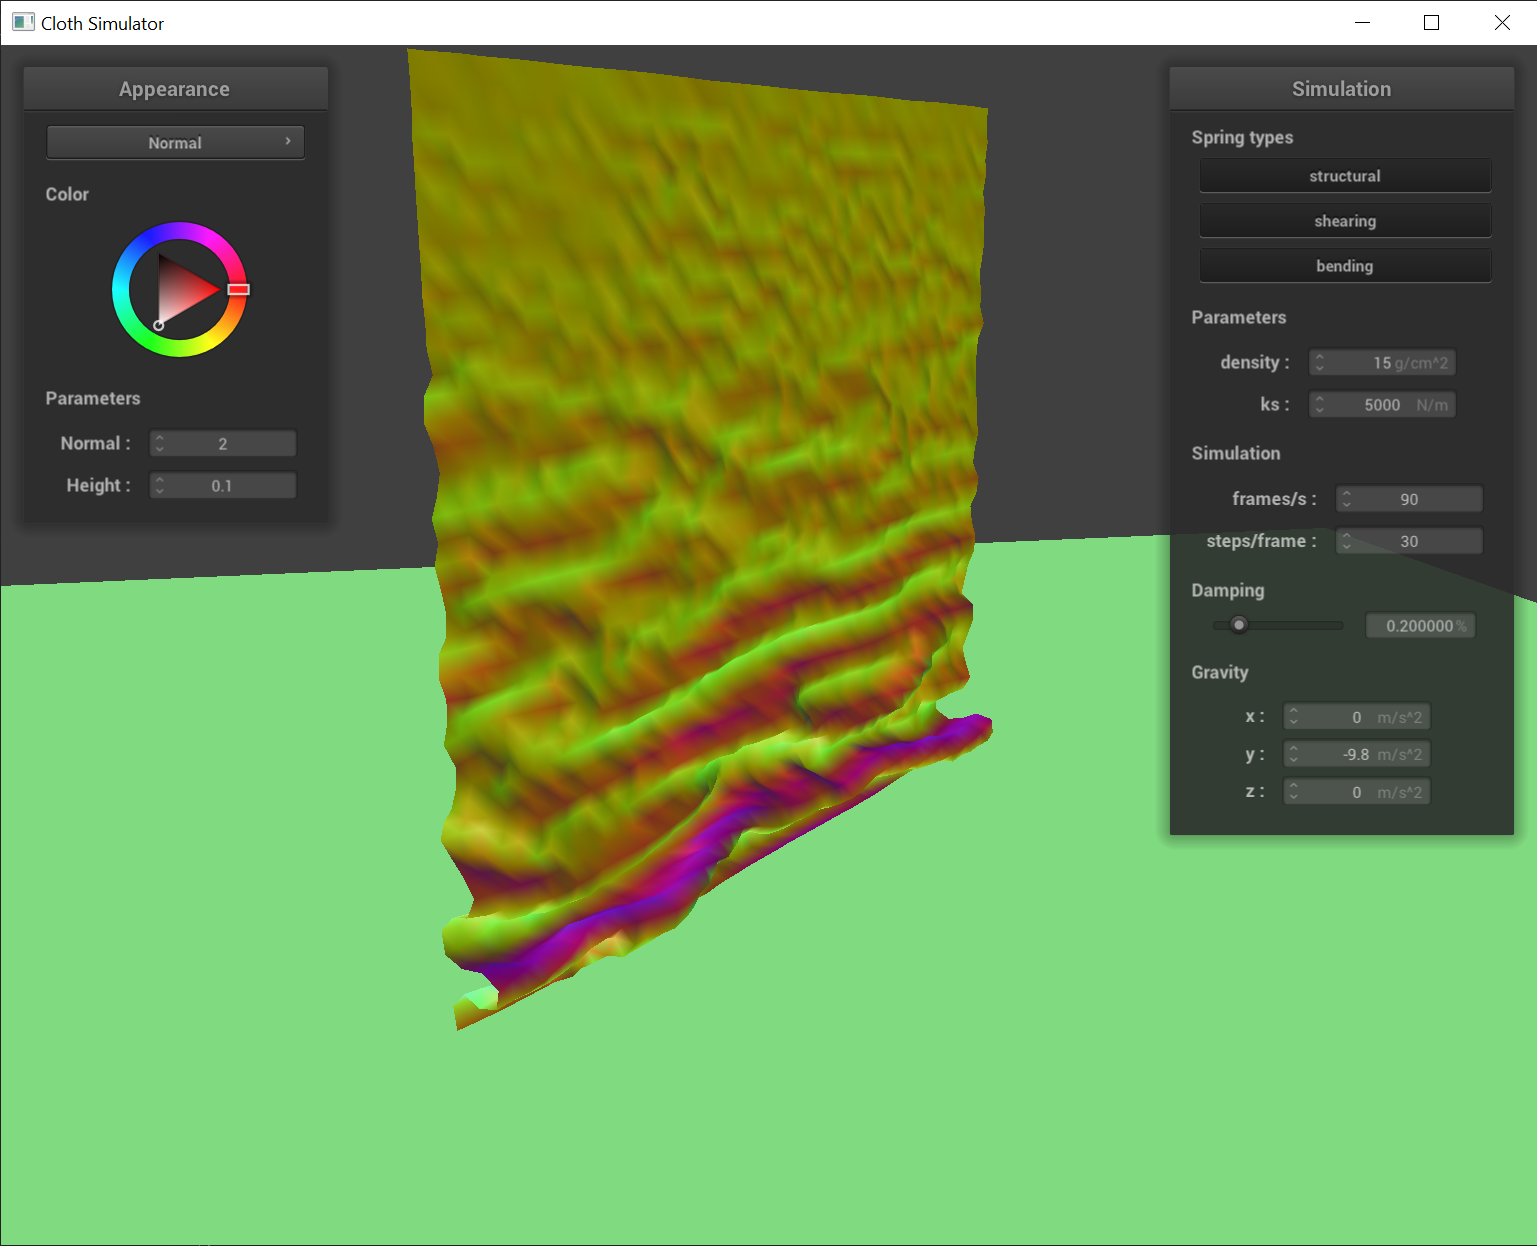 Cloth Simulator
Appearance
Normal
Color
Parameters
Normal : 2
Height : 0.1
Simulation
Spring types
structural
shearing
bending
Parameters
density : 15 g/cm^2
ks : 5000 N/m
Simulation
frames/s : 90
steps/frame : 30
Damping
0.200000 %
Gravity
x : 0 m/s^2
y : -9.8 m/s^2
z : 0 m/s^2